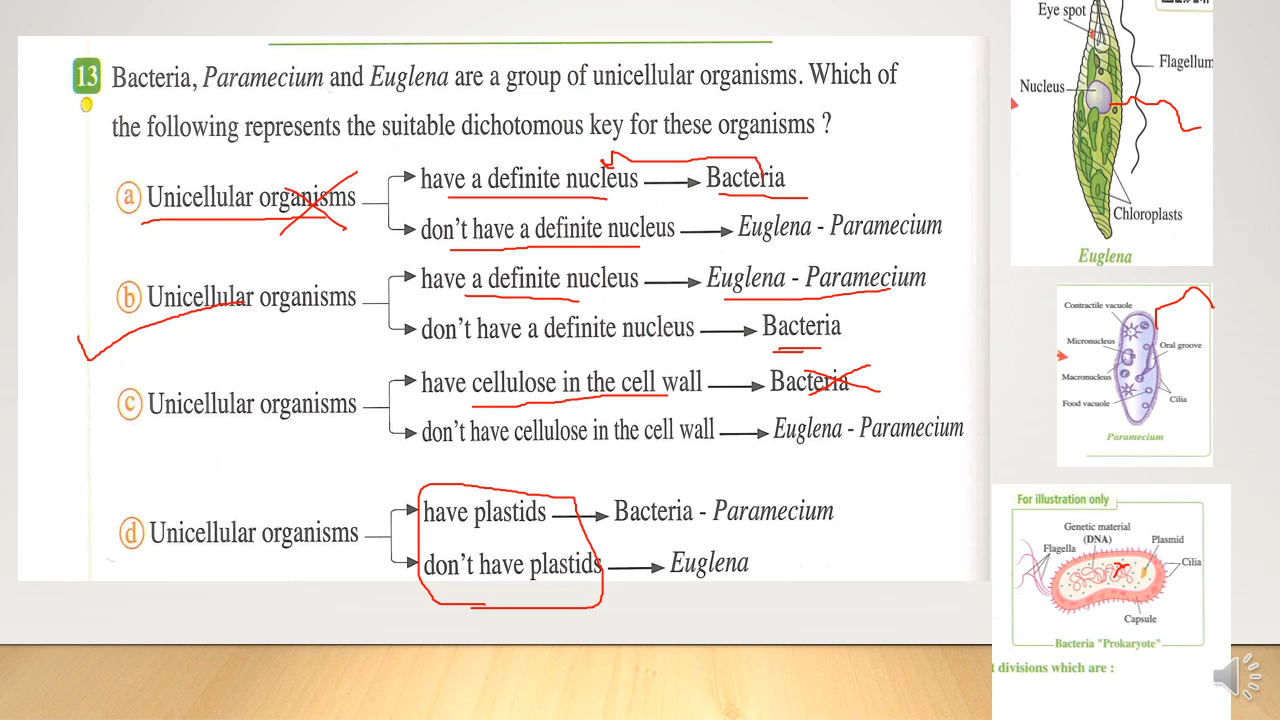 13 Bacteria, Paramecium and Euglena are a group of unicellular organisms. Which of
the following represents the suitable dichotomous key for these organisms ?
a Unicellular organisms
have a definite nucleus → Bacteria
don't have a definite nucleus → Euglena - Paramecium
b Unicellular organisms
have a definite nucleus → Euglena - Paramecium
don't have a definite nucleus → Bacteria
c Unicellular organisms
have cellulose in the cell wall → Bacteria
don't have cellulose in the cell wall → Euglena - Paramecium
d Unicellular organisms
have plastids → Bacteria - Paramecium
don't have plastids → Euglena
Eye spot
Flagellum
Nucleus
Chloroplasts
Euglena
Contractile vacuole
Micronucleus
Oral groove
Macronucleus
Food vacuole
Cilia
Paramecium
For illustration only
Genetic material
(DNA)
Plasmid
Flagella
Cilia
Capsule
Bacteria "Prokaryote"
t divisions which are :